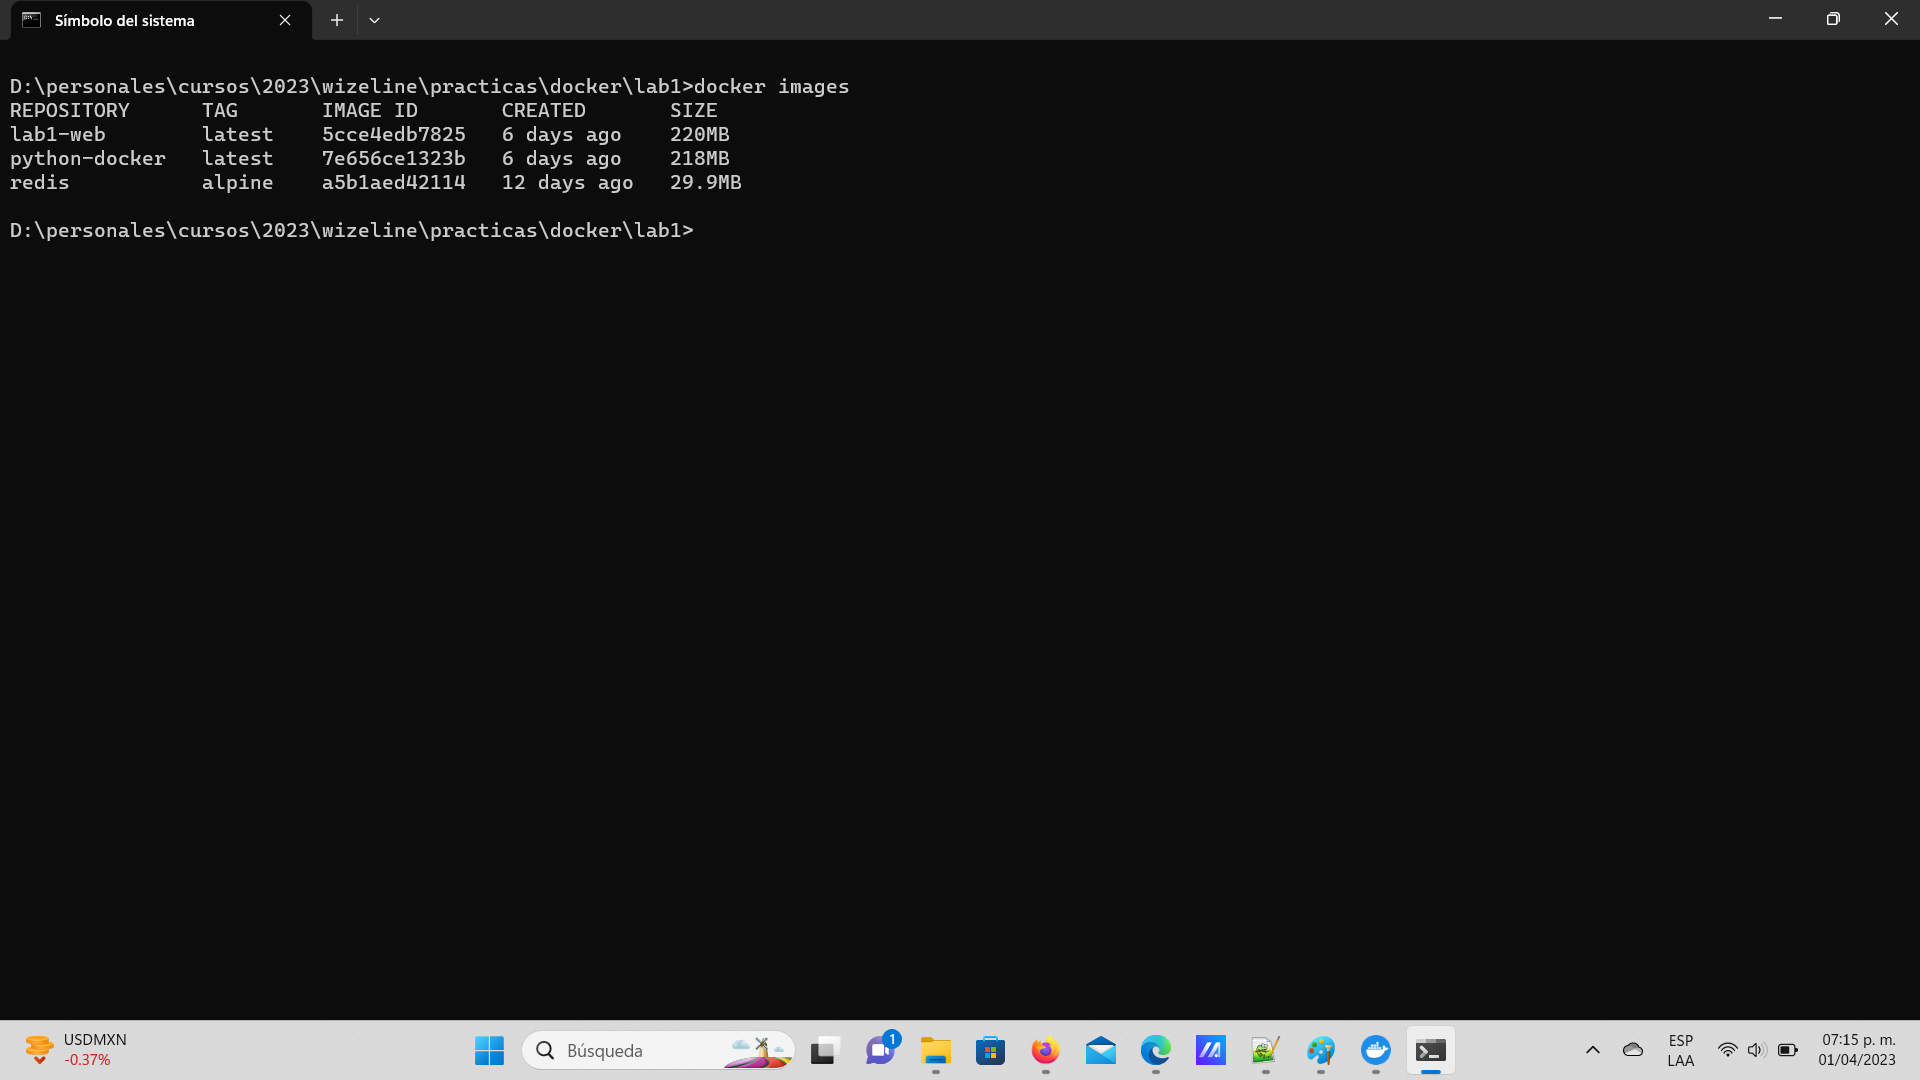 Símbolo del sistema
D:\personales\cursos\2023\wizeline\practicas\docker\lab1>docker images
REPOSITORY TAG IMAGE ID CREATED SIZE
lab1-web latest 5cce4edb7825 6 days ago 220MB
python-docker latest 7e656ce1323b 6 days ago 218MB
redis alpine a5b1aed42114 12 days ago 29.9MB
D:\personales\cursos\2023\wizeline\practicas\docker\lab1>
USDMXN
-0.37%
Búsqueda
1
ESP
LAA
07:15 p. m.
01/04/2023